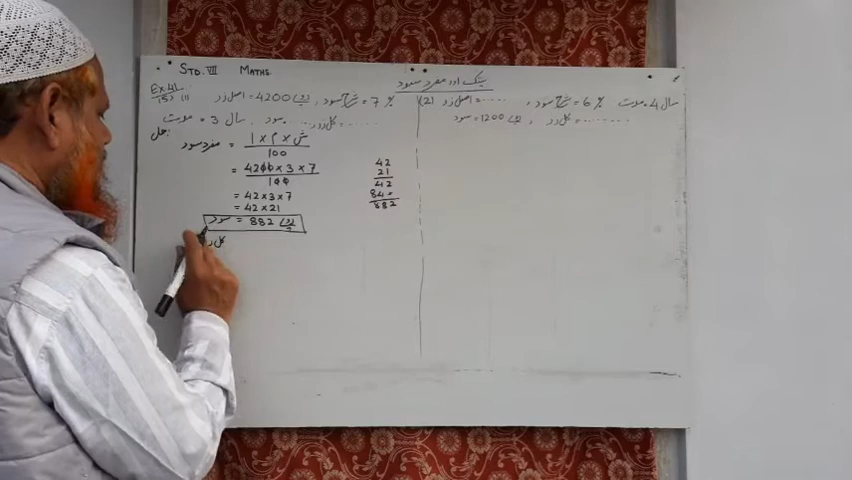 STD. VII MATHS.
بینک اور مفرد سود
Ex 41
(1) اصل زر = 4200 روپے ، شرح سود = 7 %
مدت = 3 سال ، سود ........ کل زر = ........
حل:
مفرد سود = ا × م × ش
100
= 4200 × 3 × 7
100
= 42 × 3 × 7
= 42 × 21
سود = 882 روپے
کل زر
42
21
42
84
882
(2) اصل زر = ...... ، شرح سود = 6 % مدت = 4 سال
سود = 1200 روپے ، کل زر = ........